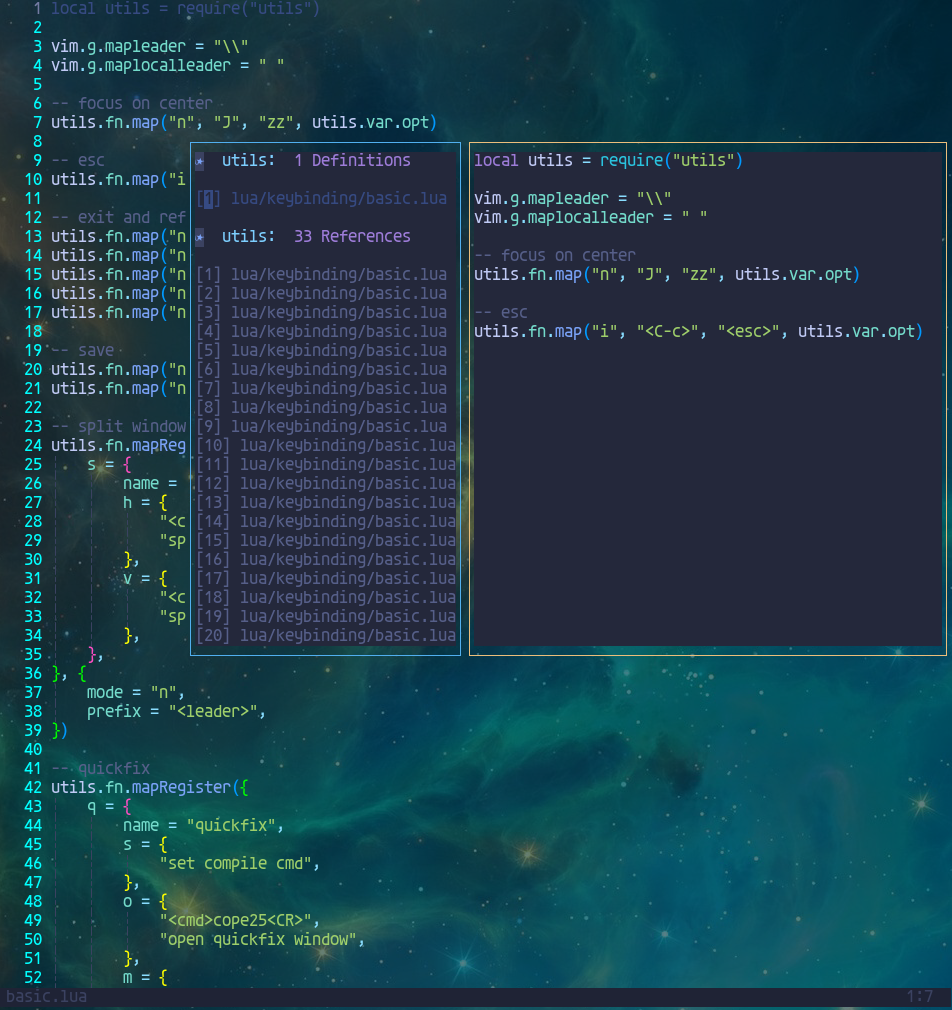 1 local utils = require("utils")
2
3 vim.g.mapleader = "\\"
4 vim.g.maplocalleader = " "
5
6 -- focus on center
7 utils.fn.map("n", "J", "zz", utils.var.opt)
8
9 -- esc
10 utils.fn.map("i
11
12 -- exit and ref
13 utils.fn.map("n
14 utils.fn.map("n
15 utils.fn.map("n
16 utils.fn.map("n
17 utils.fn.map("n
18
19 -- save
20 utils.fn.map("n
21 utils.fn.map("n
22
23 -- split window
24 utils.fn.mapReg
25 s = {
26 name =
27 h = {
28 "<c
29 "sp
30 },
31 v = {
32 "<c
33 "sp
34 },
35 },
36 }, {
37 mode = "n",
38 prefix = "<leader>",
39 })
40
41 -- quickfix
42 utils.fn.mapRegister({
43 q = {
44 name = "quickfix",
45 s = {
46 "set compile cmd",
47 },
48 o = {
49 "<cmd>cope25<CR>",
50 "open quickfix window",
51 },
52 m = {
utils: 1 Definitions
[1] lua/keybinding/basic.lua
utils: 33 References
[1] lua/keybinding/basic.lua
[2] lua/keybinding/basic.lua
[3] lua/keybinding/basic.lua
[4] lua/keybinding/basic.lua
[5] lua/keybinding/basic.lua
[6] lua/keybinding/basic.lua
[7] lua/keybinding/basic.lua
[8] lua/keybinding/basic.lua
[9] lua/keybinding/basic.lua
[10] lua/keybinding/basic.lua
[11] lua/keybinding/basic.lua
[12] lua/keybinding/basic.lua
[13] lua/keybinding/basic.lua
[14] lua/keybinding/basic.lua
[15] lua/keybinding/basic.lua
[16] lua/keybinding/basic.lua
[17] lua/keybinding/basic.lua
[18] lua/keybinding/basic.lua
[19] lua/keybinding/basic.lua
[20] lua/keybinding/basic.lua
local utils = require("utils")
vim.g.mapleader = "\\"
vim.g.maplocalleader = " "
-- focus on center
utils.fn.map("n", "J", "zz", utils.var.opt)
-- esc
utils.fn.map("i", "<C-c>", "<esc>", utils.var.opt)
basic.lua 1:7